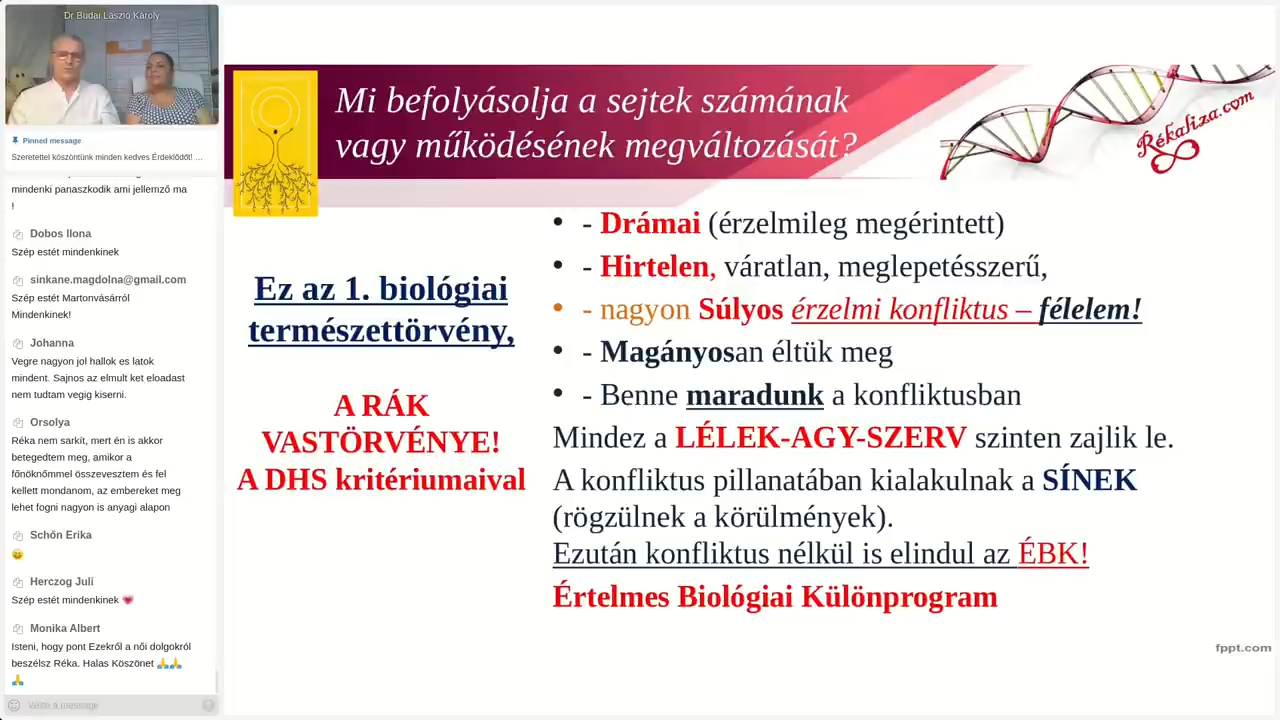 Dr Budai László Károly
Pinned message
Szeretettel köszöntünk minden kedves Érdeklődőt! ...
mindenki panaszkodik ami jellemző ma
!
Dobos Ilona
Szép estét mindenkinek
sinkane.magdolna@gmail.com
Szép estét Martonvásárról
Mindenkinek!
Johanna
Vegre nagyon jol hallok es latok
mindent. Sajnos az elmult ket eloadast
nem tudtam vegig kiserni.
Orsolya
Réka nem sarkít, mert én is akkor
betegedtem meg, amikor a
főnöknőmmel összevesztem és fel
kellett mondanom, az embereket meg
lehet fogni nagyon is anyagi alapon
Schőn Erika
😄
Herczog Juli
Szép estét mindenkinek 💗
Monika Albert
Isteni, hogy pont Ezekről a női dolgokról
beszélsz Réka. Halas Köszönet 🙏🙏
🙏
Write a message
Mi befolyásolja a sejtek számának
vagy működésének megváltozását?
Rékaliza.com
Ez az 1. biológiai
természettörvény,
A RÁK
VASTÖRVÉNYE!
A DHS kritériumaival
• - Drámai (érzelmileg megérintett)
• - Hirtelen, váratlan, meglepetésszerű,
• - nagyon Súlyos érzelmi konfliktus – félelem!
• - Magányosan éltük meg
• - Benne maradunk a konfliktusban
Mindez a LÉLEK-AGY-SZERV szinten zajlik le.
A konfliktus pillanatában kialakulnak a SÍNEK
(rögzülnek a körülmények).
Ezután konfliktus nélkül is elindul az ÉBK!
Értelmes Biológiai Különprogram
fppt.com